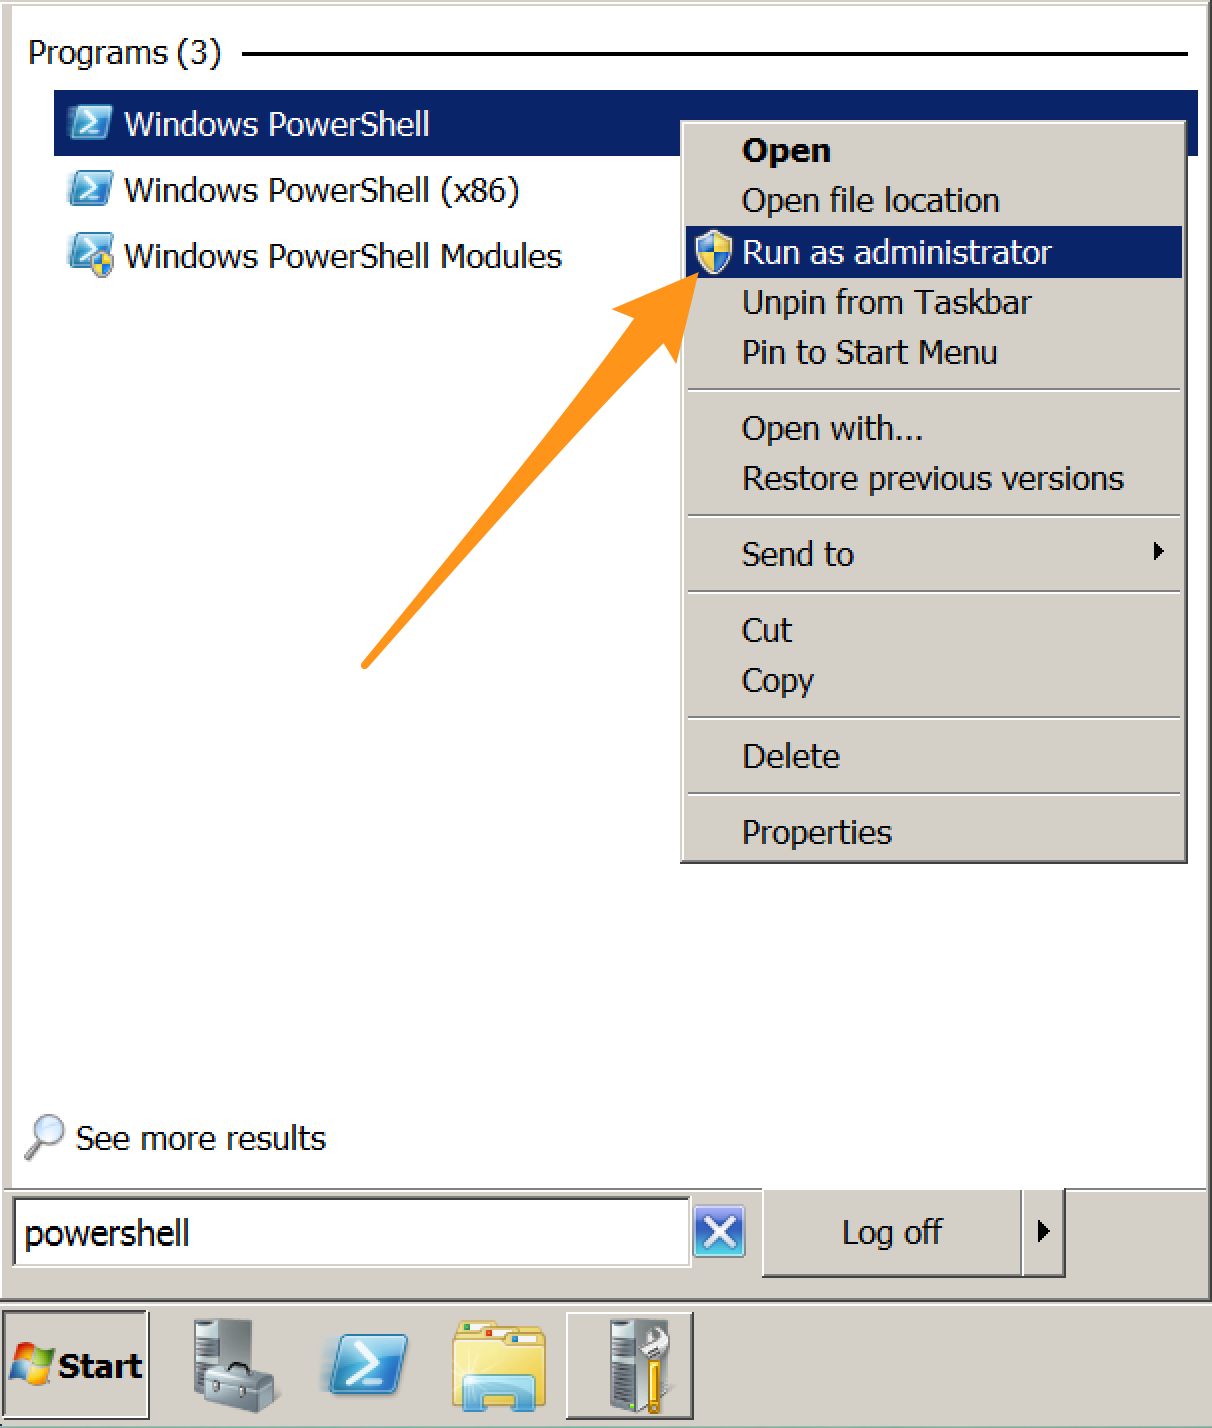 Programs (3)
Windows PowerShell
Windows PowerShell (x86)
Windows PowerShell Modules
Open
Open file location
Run as administrator
Unpin from Taskbar
Pin to Start Menu
Open with...
Restore previous versions
Send to
Cut
Copy
Delete
Properties
See more results
powershell
Log off
Start